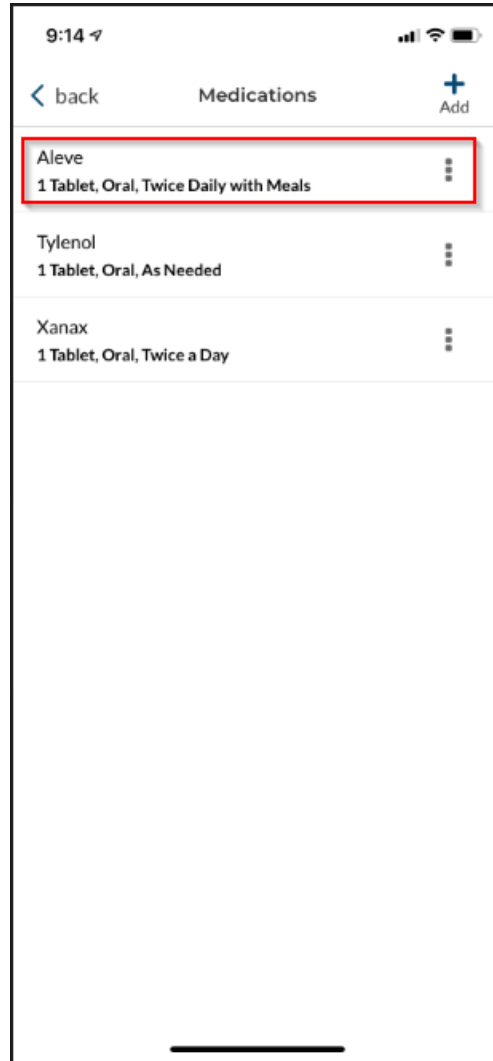 9:14
back
Medications
Add
Aleve
1 Tablet, Oral, Twice Daily with Meals
Tylenol
1 Tablet, Oral, As Needed
Xanax
1 Tablet, Oral, Twice a Day